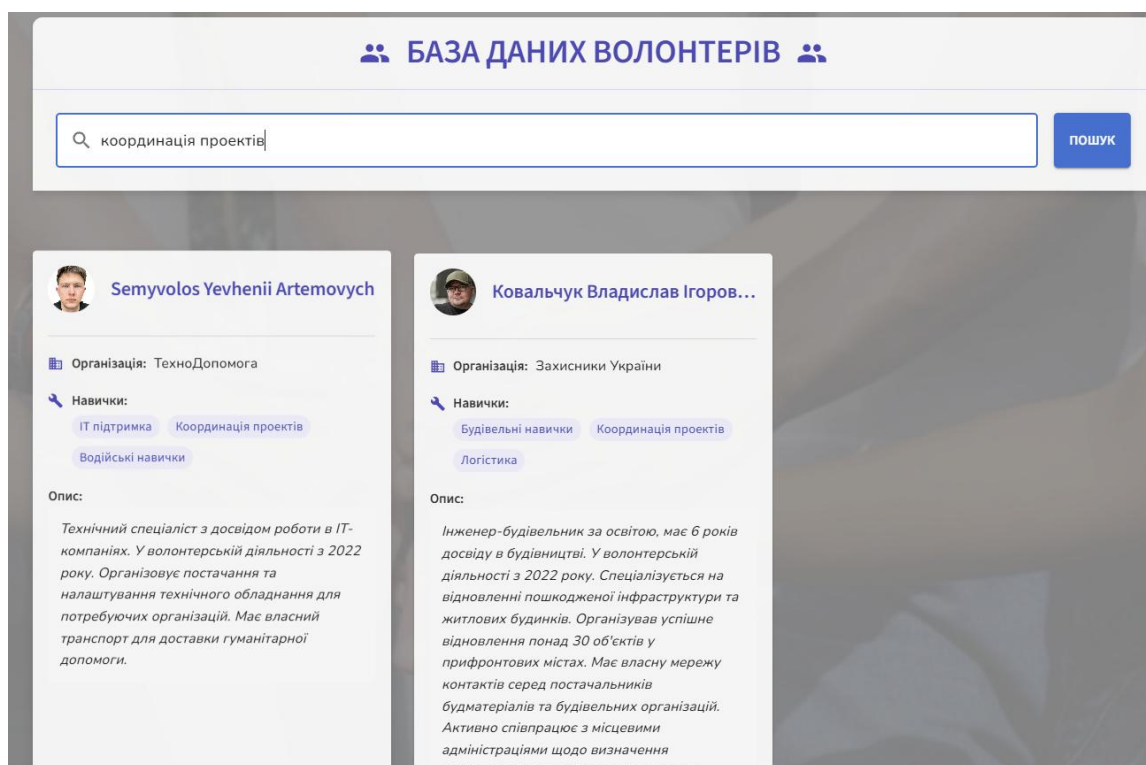 БАЗА ДАНИХ ВОЛОНТЕРІВ
координація проектів
ПОШУК
Semyvolos Yevhenii Artemovych
Організація: ТехноДопомога
Навички:
ІТ підтримка Координація проектів
Водійські навички
Опис:
Технічний спеціаліст з досвідом роботи в ІТ-
компаніях. У волонтерській діяльності з 2022
року. Організовує постачання та
налаштування технічного обладнання для
потребуючих організацій. Має власний
транспорт для доставки гуманітарної
допомоги.
Ковальчук Владислав Ігоров...
Організація: Захисники України
Навички:
Будівельні навички Координація проектів
Логістика
Опис:
Інженер-будівельник за освітою, має 6 років
досвіду в будівництві. У волонтерській
діяльності з 2022 року. Спеціалізується на
відновленні пошкодженої інфраструктури та
житлових будинків. Організував успішне
відновлення понад 30 об'єктів у
прифронтових містах. Має власну мережу
контактів серед постачальників
будматеріалів та будівельних організацій.
Активно співпрацює з місцевими
адміністраціями щодо визначення